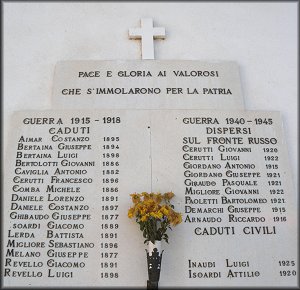 PACE E GLORIA AI VALOROSI
CHE S'IMMOLARONO PER LA PATRIA
GUERRA 1915-1918
CADUTI
AIMAR COSTANZO 1895
BERTAINA GIUSEPPE 1894
BERTAINA LUIGI 1896
BERTOLOTTI GIOVANNI 1886
CAVIGLIA ANTONIO 1882
CERUTTI FRANCESCO 1896
COMBA MICHELE 1886
DANIELE LORENZO 1891
DANIELE COSTANZO 1897
GHIBAUDO GIUSEPPE 1877
ISOARDI GIACOMO 1889
LERDA BATTISTA 1891
MIGLIORE SEBASTIANO 1896
MELANO GIUSEPPE 1877
REVELLO GIACOMO 1891
REVELLO LUIGI 1898
GUERRA 1940-1945
DISPERSI
SUL FRONTE RUSSO
CERUTTI GIOVANNI 1920
CERUTTI LUIGI 1922
GIORDANO ANTONIO 1915
GIORDANO GIUSEPPE 1921
GIRAUDO PASQUALE 1921
MIGLIORE GIOVANNI 1922
PAOLETTI BARTOLOMEO 1921
DEMARCHI GIUSEPPE 1915
ARNAUDO RICCARDO 1916
CADUTI CIVILI
INAUDI LUIGI 1925
ISOARDI ATTILIO 1920